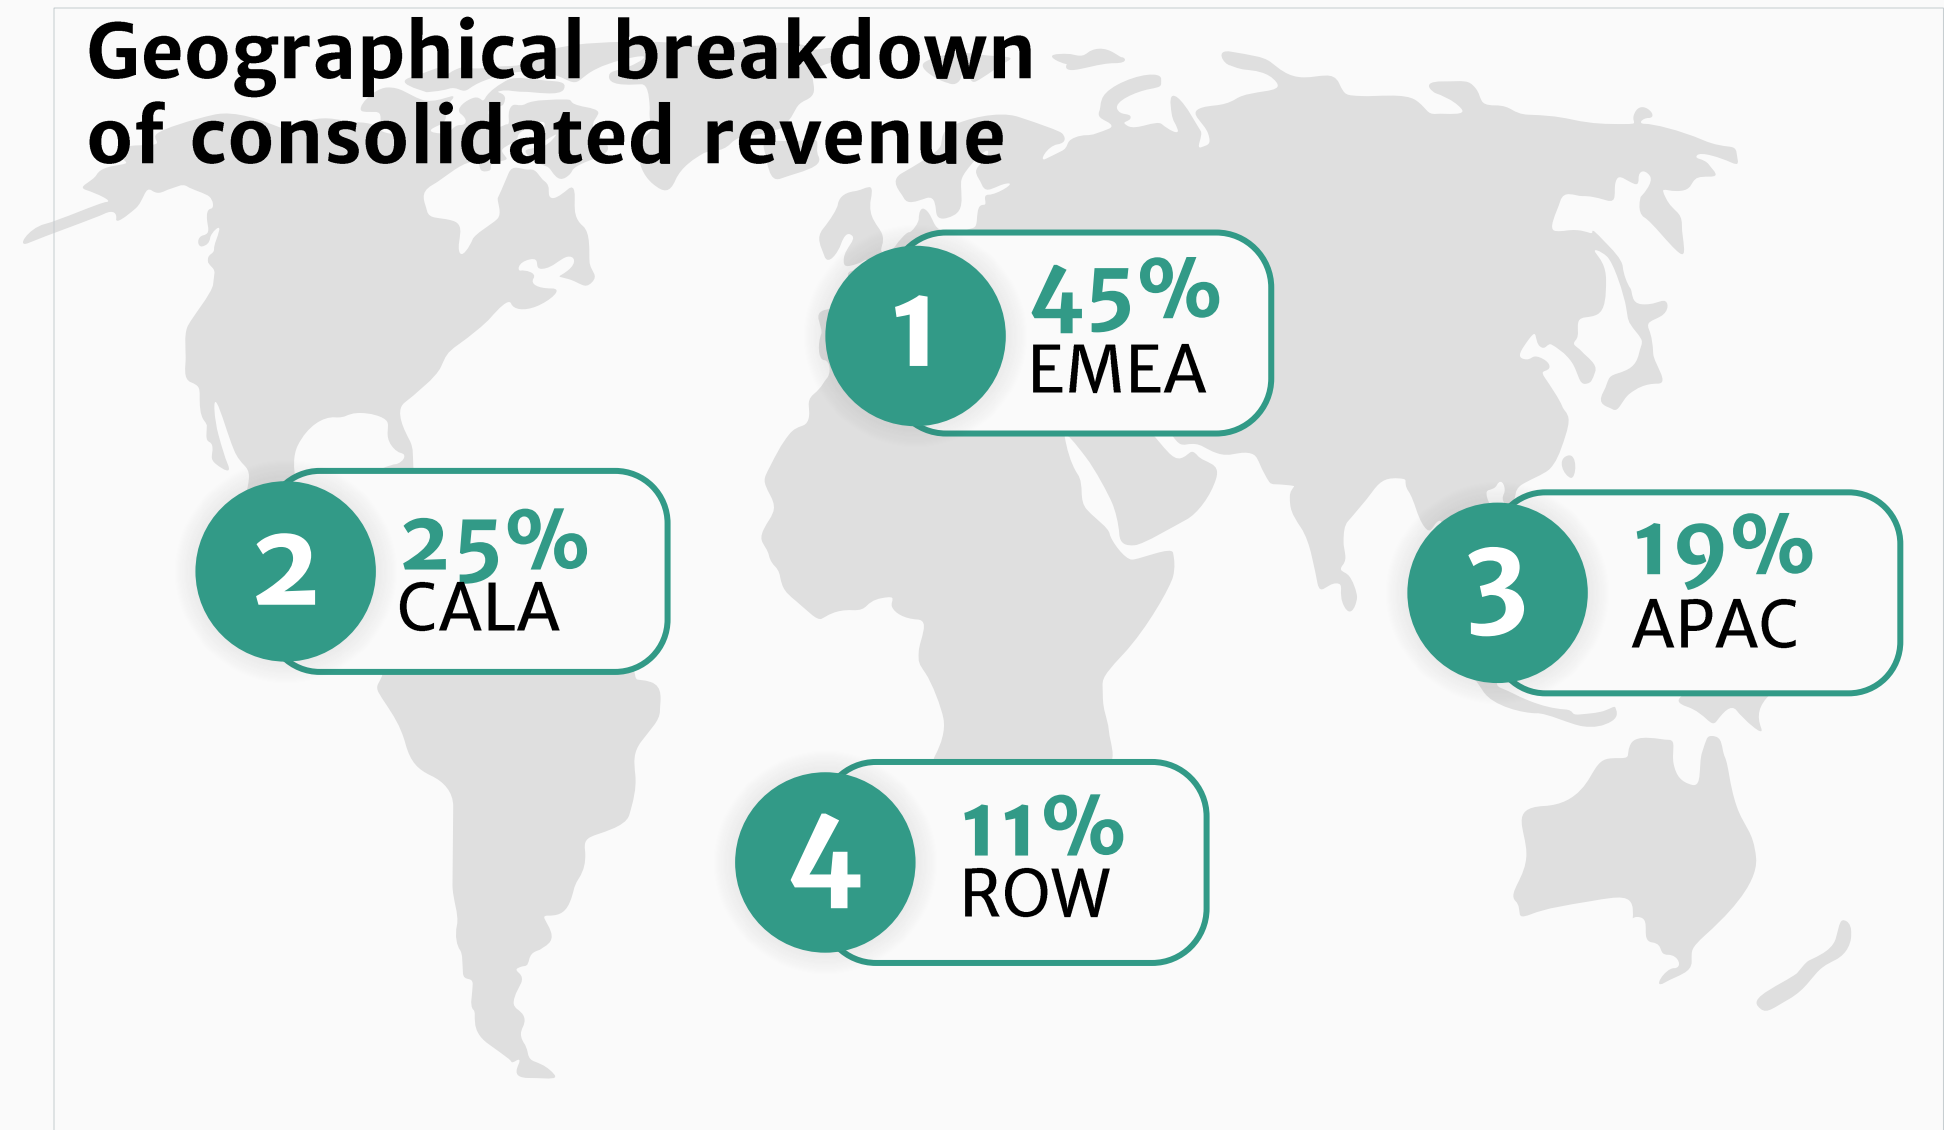 Geographical breakdown
of consolidated revenue
1
45%
EMEA
2
25%
CALA
3
19%
APAC
4
11%
ROW